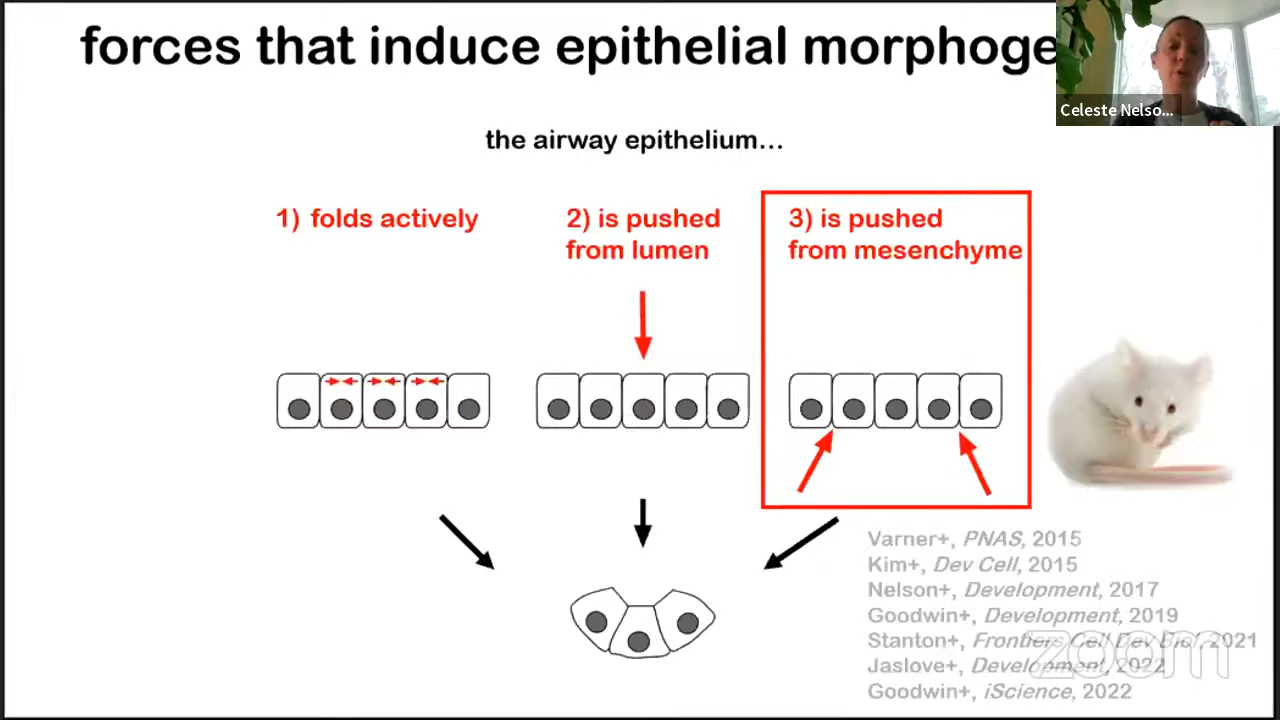 forces that induce epithelial morphoge
Celeste Nelso...
the airway epithelium...
1) folds actively
2) is pushed
from lumen
3) is pushed
from mesenchyme
Varner+, PNAS, 2015
Kim+, Dev Cell, 2015
Nelson+, Development, 2017
Goodwin+, Development, 2019
Stanton+, Frontiers Cell Dev Biol, 2021
Jaslove+, Development, 2022
Goodwin+, iScience, 2022
zoom